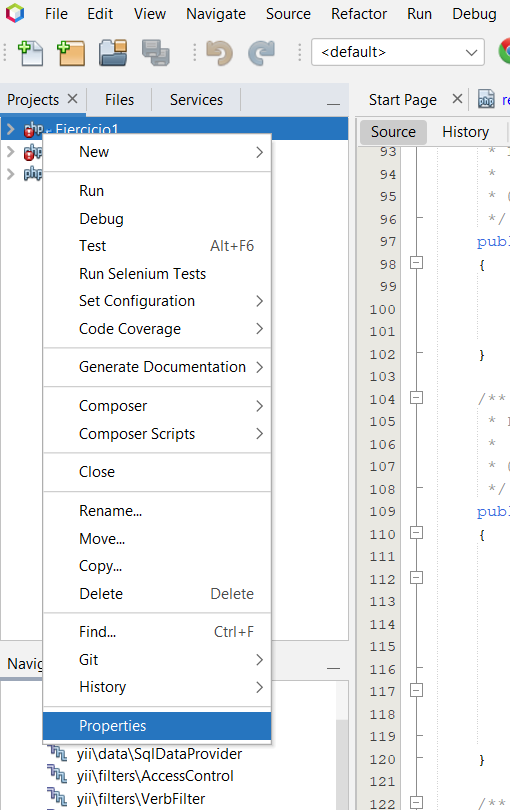 File Edit View Navigate Source Refactor Run Debug
<default>
Projects Files Services
Start Page
Ejercicio1
Source History
New
Run
Debug
Test Alt+F6
Run Selenium Tests
Set Configuration
Code Coverage
Generate Documentation
Composer
Composer Scripts
Close
Rename...
Move...
Copy...
Delete Delete
Find... Ctrl+F
Git
History
Properties
yii\data\SqlDataProvider
yii\filters\AccessControl
yii\filters\VerbFilter
93 *
94 *
95 *
96 */
97 publ
98 {
99
100
101
102 }
103
104 /**
105 *
106 *
107 *
108 */
109 publ
110 {
111
112
113
114
115
116
117
118
119
120 }
121
122 /**